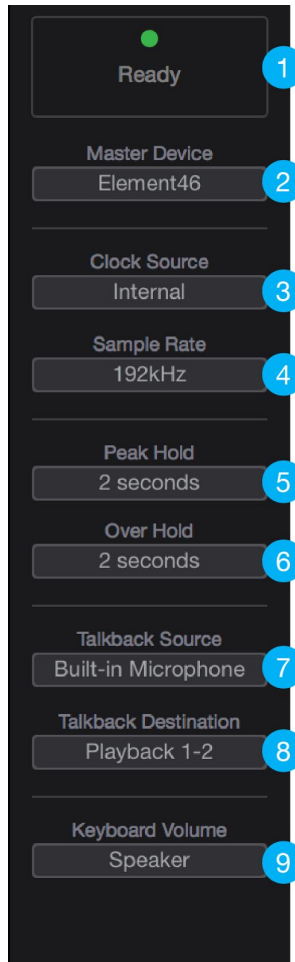 Ready
1
Master Device
Element46
2
Clock Source
Internal
3
Sample Rate
192kHz
4
Peak Hold
2 seconds
5
Over Hold
2 seconds
6
Talkback Source
Built-in Microphone
7
Talkback Destination
Playback 1-2
8
Keyboard Volume
Speaker
9